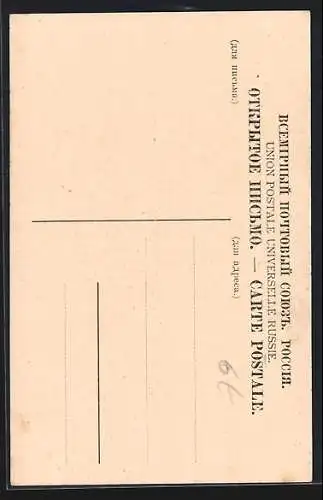 ВСЕМІРНЫЙ ПОЧТОВЫЙ СОЮЗЪ. РОССІЯ.
UNION POSTALE UNIVERSELLE RUSSIE.
ОТКРЫТОЕ ПИСЬМО. — CARTE POSTALE.
(для письма.)
(для адреса.)